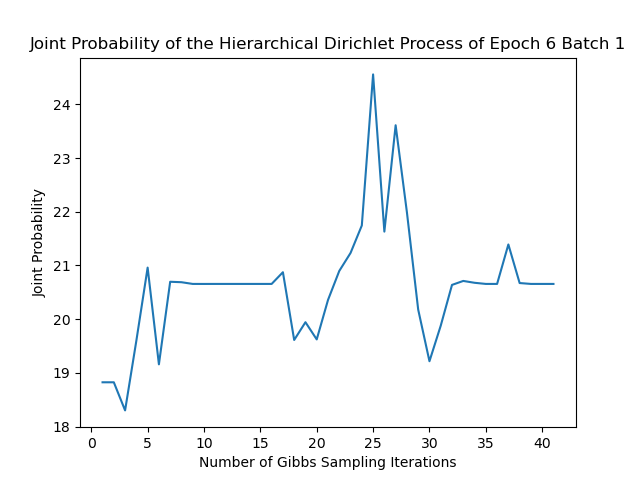 Joint Probability of the Hierarchical Dirichlet Process of Epoch 6 Batch 1
24
23
22
21
20
19
18
Joint Probability
0 5 10 15 20 25 30 35 40
Number of Gibbs Sampling Iterations